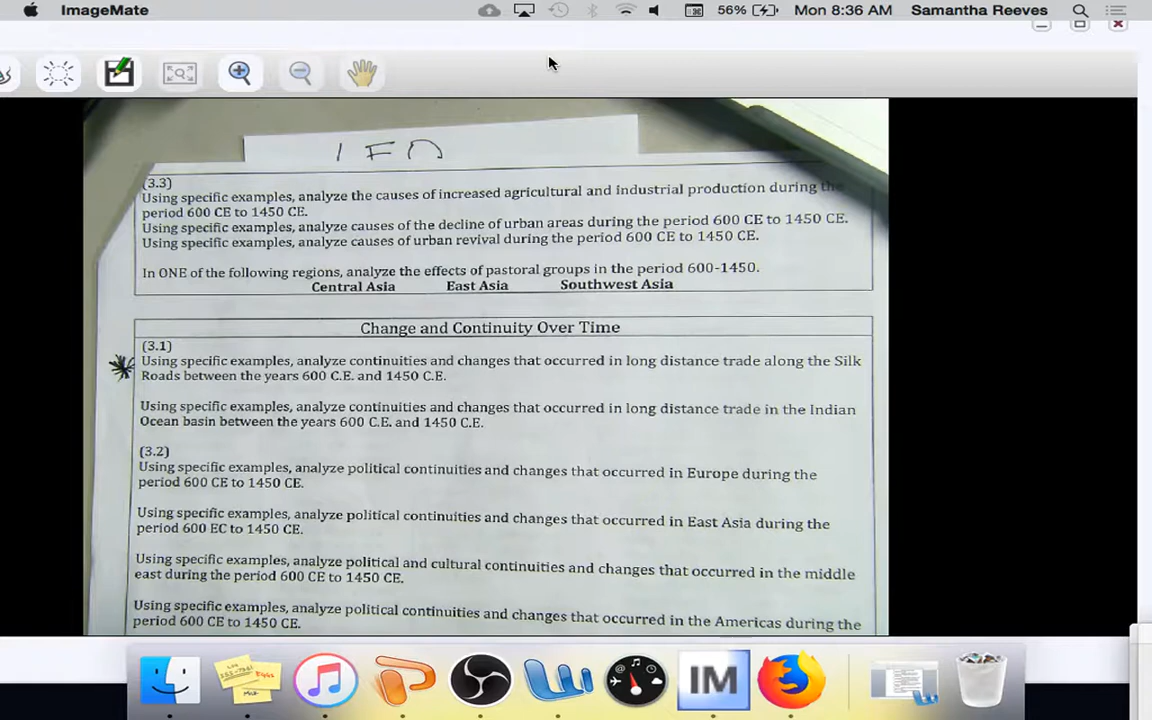 ImageMate
56%
Mon 8:36 AM
Samantha Reeves
(3.3)
Using specific examples, analyze the causes of increased agricultural and industrial production during the
period 600 CE to 1450 CE.
Using specific examples, analyze causes of the decline of urban areas during the period 600 CE to 1450 CE.
Using specific examples, analyze causes of urban revival during the period 600 CE to 1450 CE.
In ONE of the following regions, analyze the effects of pastoral groups in the period 600-1450.
Central Asia East Asia Southwest Asia
Change and Continuity Over Time
(3.1)
Using specific examples, analyze continuities and changes that occurred in long distance trade along the Silk
Roads between the years 600 C.E. and 1450 C.E.
Using specific examples, analyze continuities and changes that occurred in long distance trade in the Indian
Ocean basin between the years 600 C.E. and 1450 C.E.
(3.2)
Using specific examples, analyze political continuities and changes that occurred in Europe during the
period 600 CE to 1450 CE.
Using specific examples, analyze political continuities and changes that occurred in East Asia during the
period 600 EC to 1450 CE.
Using specific examples, analyze political and cultural continuities and changes that occurred in the middle
east during the period 600 CE to 1450 CE.
Using specific examples, analyze political continuities and changes that occurred in the Americas during the
period 600 CE to 1450 CE.
IM